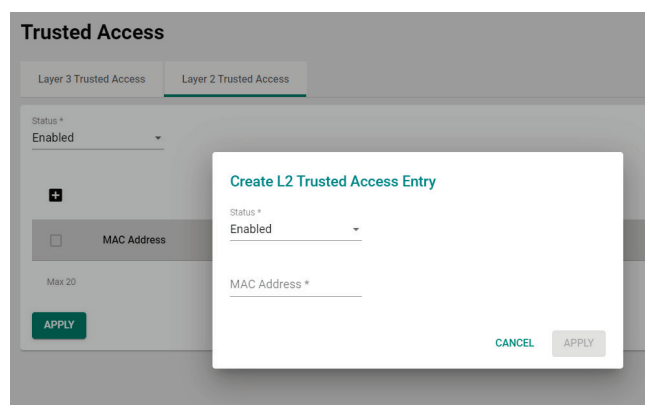 Trusted Access
Layer 3 Trusted Access Layer 2 Trusted Access
Status *
Enabled
Create L2 Trusted Access Entry
Status *
Enabled
MAC Address
MAC Address *
Max 20
APPLY
CANCEL APPLY